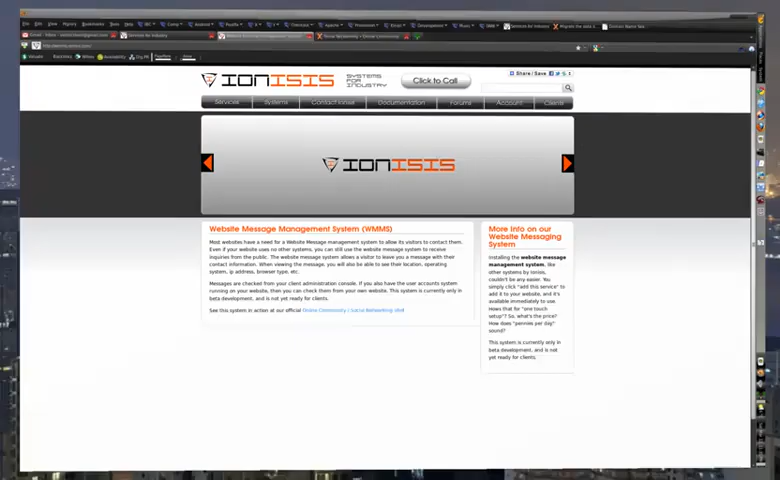 IONISIS
SYSTEMS
FOR
INDUSTRY
Click to Call
Share/Save
Services
Systems
Contact Ionisis
Documentation
Forums
Account
Clients
IONISIS
Website Message Management System (WMMS)
Most websites have a need for a Website Message management system to allow its visitors to contact them.
Even if your website uses no other systems, you can still use the website message system to receive
inquiries from the public. The website message system allows a visitor to leave you a message with their
contact information. When viewing the message, you will also be able to see their location, operating
system, ip address, browser type, etc.
Messages are checked from your client administration console. If you also have the user accounts system
running on your website, then you can check them from your own website. This system is currently only in
beta development, and is not yet ready for clients.
See this system in action at our official Online Community / Social Networking site!
More Info on our
Website Messaging
System
Installing the website message
management system, like
other systems by Ionisis,
couldn't be any easier. You
simply click "add this service" to
add it to your website, and it's
available immediately to use.
Hows that for "one touch
setup"? So, what's the price?
How does "pennies per day"
sound?
This system is currently only in
beta development, and is not
yet ready for clients.